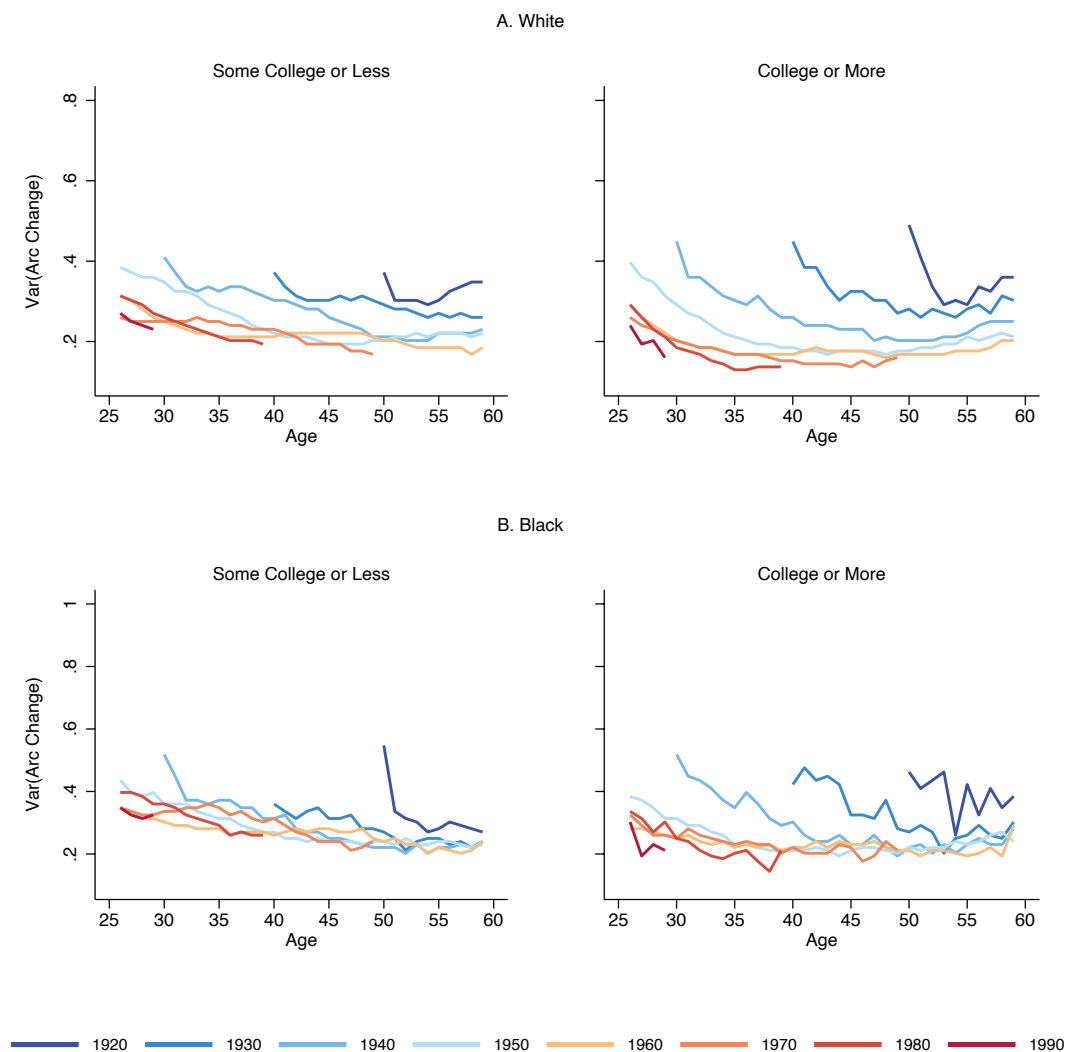 A. White
Some College or Less
College or More
Var(Arc Change)
.8
.6
.4
.2
25 30 35 40 45 50 55 60
Age
25 30 35 40 45 50 55 60
Age
B. Black
Some College or Less
College or More
Var(Arc Change)
1
.8
.6
.4
.2
25 30 35 40 45 50 55 60
Age
25 30 35 40 45 50 55 60
Age
1920 1930 1940 1950 1960 1970 1980 1990